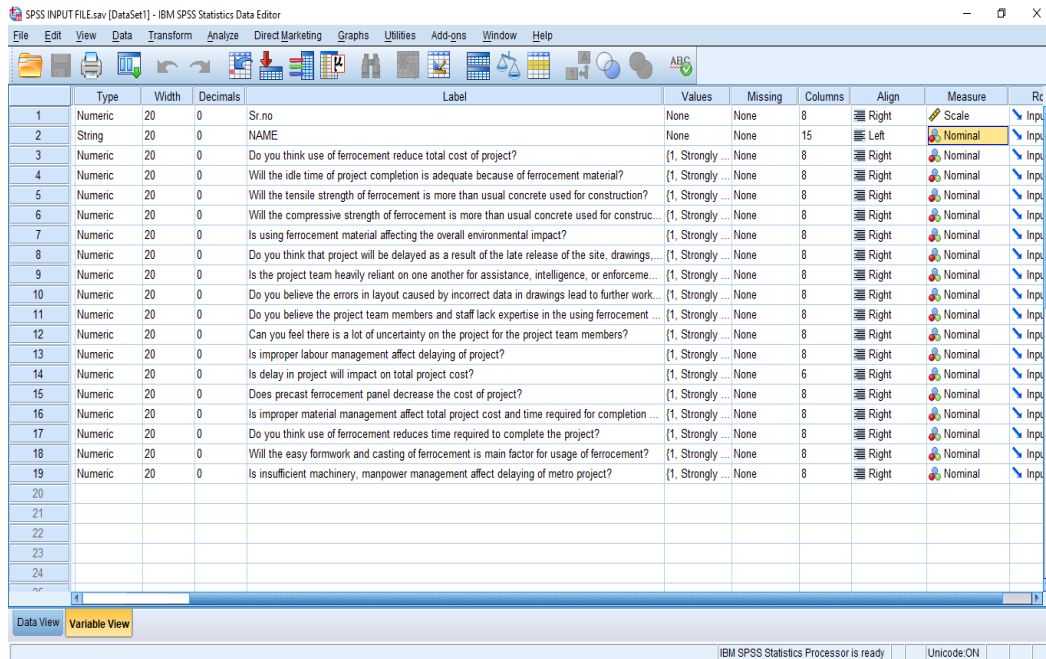 SPSS INPUT FILE.sav [DataSet1] - IBM SPSS Statistics Data Editor
File Edit View Data Transform Analyze Direct Marketing Graphs Utilities Add-ons Window Help
Type Width Decimals Label Values Missing Columns Align Measure Ro
1 Numeric 20 0 Sr.no None None 8 Right Scale Inpu
2 String 20 0 NAME None None 15 Left Nominal Inpu
3 Numeric 20 0 Do you think use of ferrocement reduce total cost of project? {1, Strongly ... None 8 Right Nominal Inpu
4 Numeric 20 0 Will the idle time of project completion is adequate because of ferrocement material? {1, Strongly ... None 8 Right Nominal Inpu
5 Numeric 20 0 Will the tensile strength of ferrocement is more than usual concrete used for construction? {1, Strongly ... None 8 Right Nominal Inpu
6 Numeric 20 0 Will the compressive strength of ferrocement is more than usual concrete used for construc... {1, Strongly ... None 8 Right Nominal Inpu
7 Numeric 20 0 Is using ferrocement material affecting the overall environmental impact? {1, Strongly ... None 8 Right Nominal Inpu
8 Numeric 20 0 Do you think that project will be delayed as a result of the late release of the site, drawings,... {1, Strongly ... None 8 Right Nominal Inpu
9 Numeric 20 0 Is the project team heavily reliant on one another for assistance, intelligence, or enforceme... {1, Strongly ... None 8 Right Nominal Inpu
10 Numeric 20 0 Do you believe the errors in layout caused by incorrect data in drawings lead to further work... {1, Strongly ... None 8 Right Nominal Inpu
11 Numeric 20 0 Do you believe the project team members and staff lack expertise in the using ferrocement ... {1, Strongly ... None 8 Right Nominal Inpu
12 Numeric 20 0 Can you feel there is a lot of uncertainty on the project for the project team members? {1, Strongly ... None 8 Right Nominal Inpu
13 Numeric 20 0 Is improper labour management affect delaying of project? {1, Strongly ... None 8 Right Nominal Inpu
14 Numeric 20 0 Is delay in project will impact on total project cost? {1, Strongly ... None 6 Right Nominal Inpu
15 Numeric 20 0 Does precast ferrocement panel decrease the cost of project? {1, Strongly ... None 8 Right Nominal Inpu
16 Numeric 20 0 Is improper material management affect total project cost and time required for completion ... {1, Strongly ... None 8 Right Nominal Inpu
17 Numeric 20 0 Do you think use of ferrocement reduces time required to complete the project? {1, Strongly ... None 8 Right Nominal Inpu
18 Numeric 20 0 Will the easy formwork and casting of ferrocement is main factor for usage of ferrocement? {1, Strongly ... None 8 Right Nominal Inpu
19 Numeric 20 0 Is insufficient machinery, manpower management affect delaying of metro project? {1, Strongly ... None 8 Right Nominal Inpu
20
21
22
23
24
Data View Variable View
IBM SPSS Statistics Processor is ready Unicode:ON